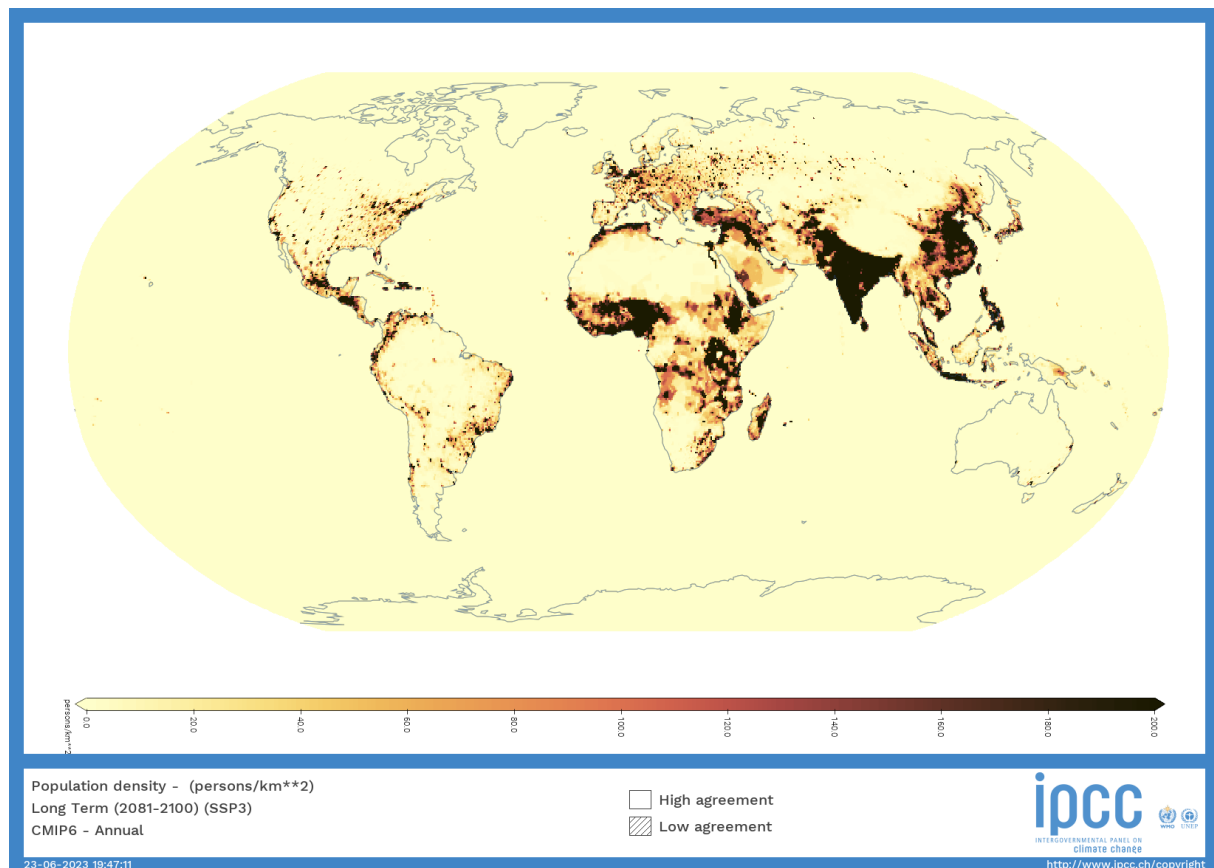 persons/km**2
0.0
20.0
40.0
60.0
80.0
100.0
120.0
140.0
160.0
180.0
200.0
Population density -  (persons/km**2)
Long Term (2081-2100) (SSP3)
CMIP6 - Annual
High agreement
Low agreement
ipcc
INTERGOVERNMENTAL PANEL ON
climate change
WMO
UNEP
23-06-2023 19:47:11
http://www.ipcc.ch/copyright